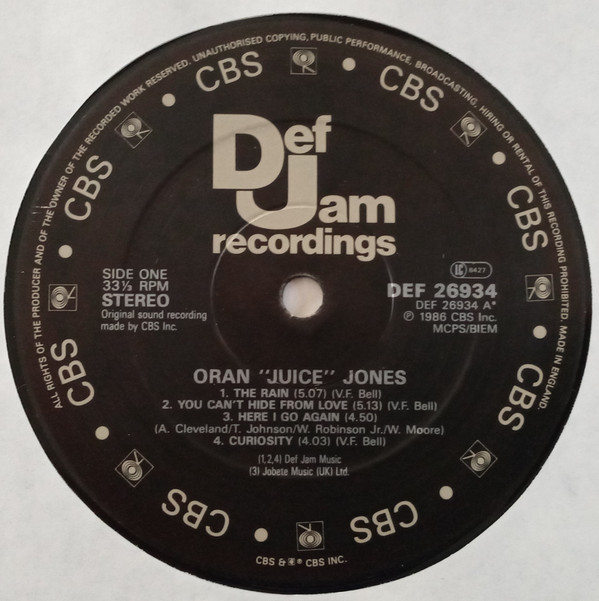 ALL RIGHTS OF THE PRODUCER AND OF THE OWNER OF THE RECORDED WORK RESERVED. UNAUTHORISED COPYING, PUBLIC PERFORMANCE, BROADCASTING, HIRING OR RENTAL OF THIS RECORDING PROHIBITED. MADE IN ENGLAND.
CBS
CBS
CBS
CBS
CBS
CBS
CBS
CBS
Def
Jam
recordings
SIDE ONE
33⅓ RPM
STEREO
Original sound recording
made by CBS Inc.
LC 8427
DEF 26934
DEF 26934 A*
℗ 1986 CBS Inc.
MCPS/BIEM
ORAN "JUICE" JONES
1. THE RAIN (5.07) (V.F. Bell)
2. YOU CAN'T HIDE FROM LOVE (5.13) (V.F. Bell)
3. HERE I GO AGAIN (4.50)
(A. Cleveland/T. Johnson/W. Robinson Jr./W. Moore)
4. CURIOSITY (4.03) (V.F. Bell)
(1,2,4) Def Jam Music
(3) Jobete Music (UK) Ltd.
CBS & ® CBS INC.